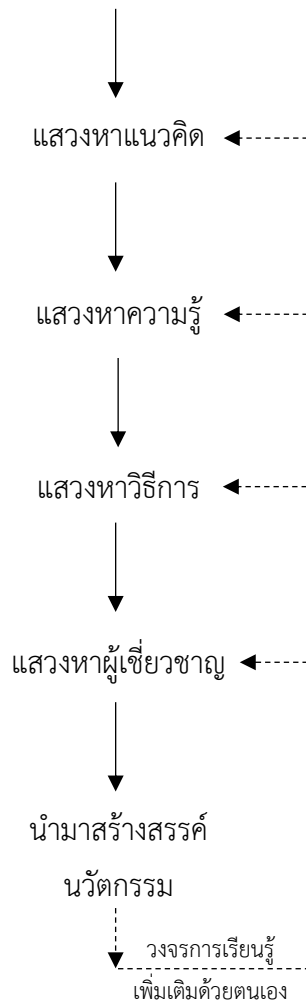 แสวงหาแนวคิด
แสวงหาความรู้
แสวงหาวิธีการ
แสวงหาผู้เชี่ยวชาญ
นำมาสร้างสรรค์
นวัตกรรม
วงจรการเรียนรู้
เพิ่มเติมด้วยตนเอง